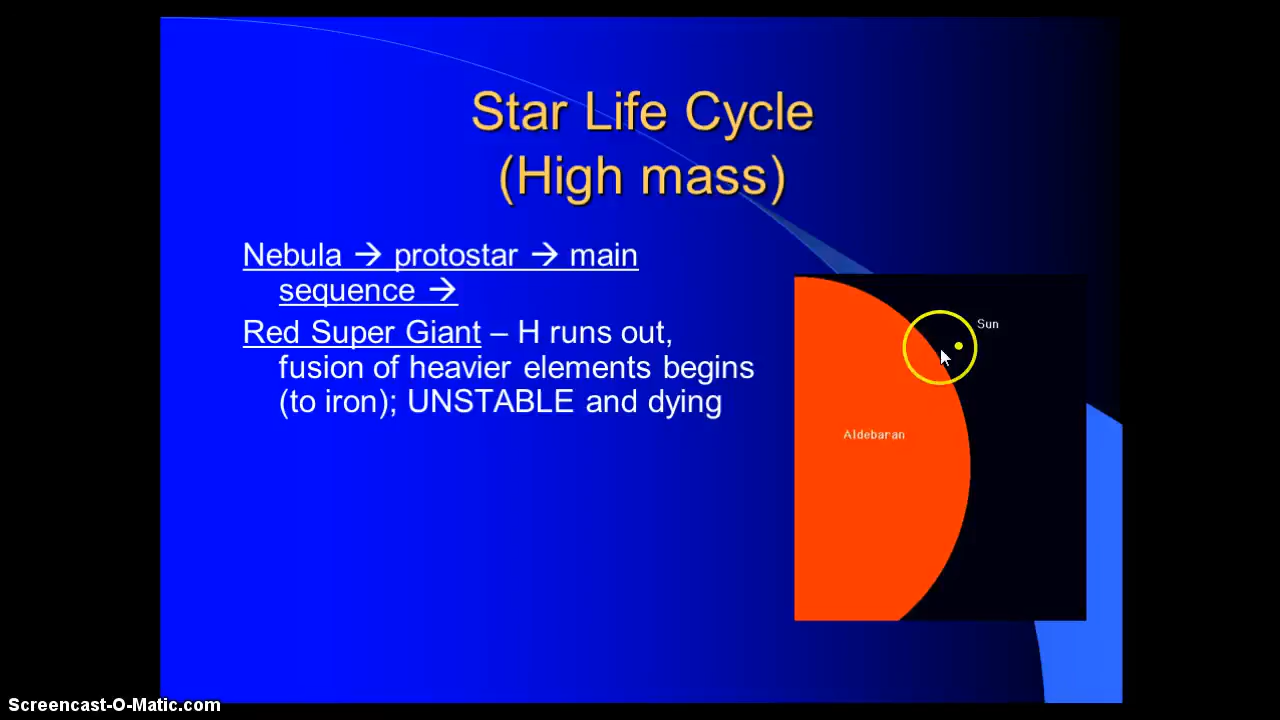 Star Life Cycle
(High mass)
Nebula → protostar → main
sequence →
Red Super Giant – H runs out,
fusion of heavier elements begins
(to iron); UNSTABLE and dying
Sun
Aldebaran
Screencast-O-Matic.com